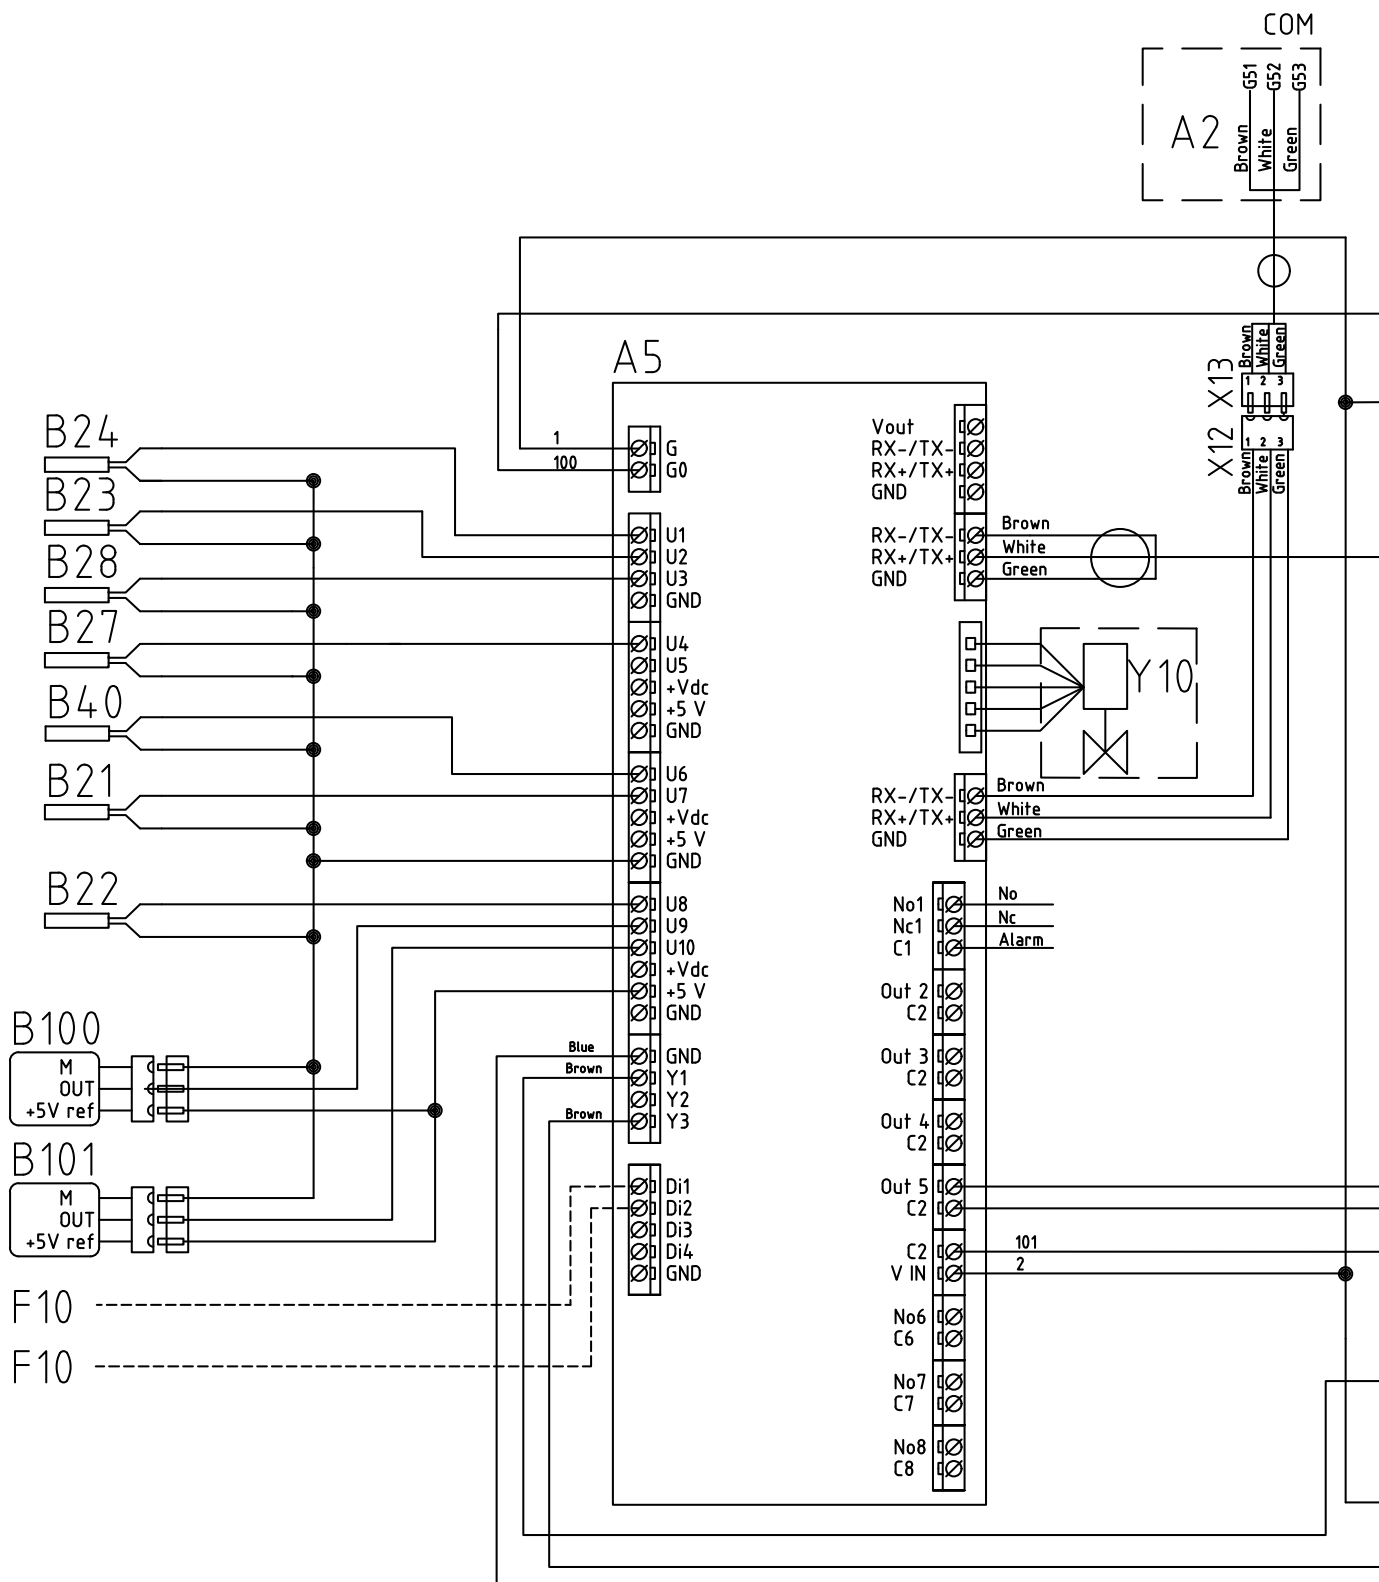 COM
G51
G52
G53
A2
Brown
White
Green
Brown
White
Green
X13
1 2 3
X12
1 2 3
Brown
White
Green
A5
B24
B23
B28
B27
B40
B21
B22
B100
M
OUT
+5V ref
B101
M
OUT
+5V ref
F10
F10
1
100
G
G0
U1
U2
U3
GND
U4
U5
+Vdc
+5 V
GND
U6
U7
+Vdc
+5 V
GND
U8
U9
U10
+Vdc
+5 V
GND
Blue
Brown
Brown
GND
Y1
Y2
Y3
Di1
Di2
Di3
Di4
GND
Vout
RX-/TX-
RX+/TX+
GND
RX-/TX-
RX+/TX+
GND
Brown
White
Green
Y10
RX-/TX-
RX+/TX+
GND
Brown
White
Green
No1
Nc1
C1
No
Nc
Alarm
Out 2
C2
Out 3
C2
Out 4
C2
Out 5
C2
C2
V IN
101
2
No6
C6
No7
C7
No8
C8